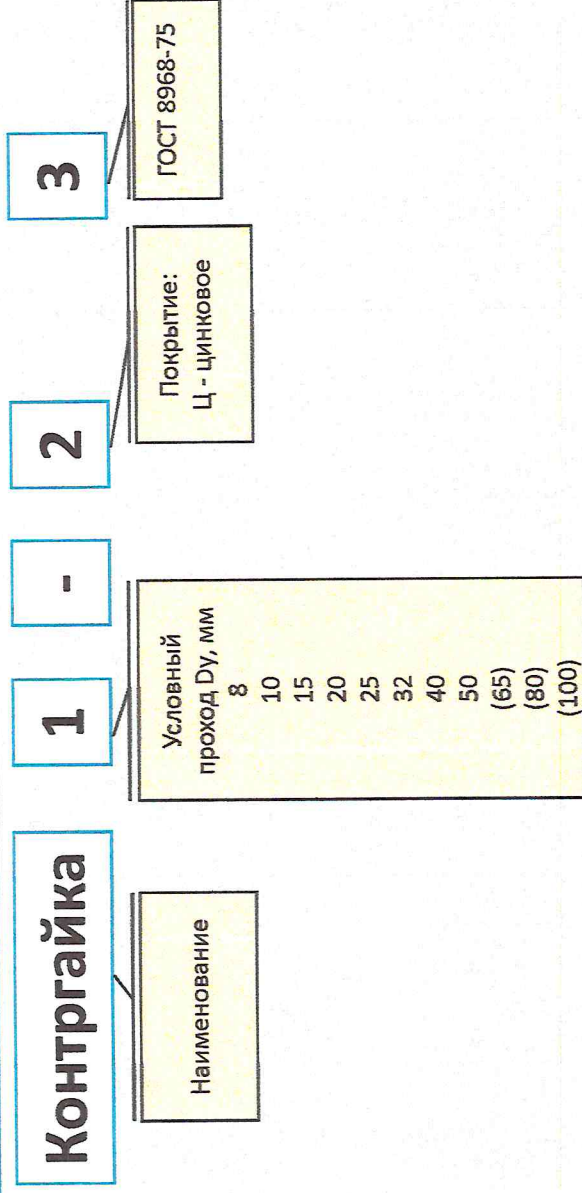 Контргайка
1
-
2
3
Наименование
Условный
проход Dy, мм
8
10
15
20
25
32
40
50
(65)
(80)
(100)
Покрытие:
Ц - цинковое
ГОСТ 8968-75